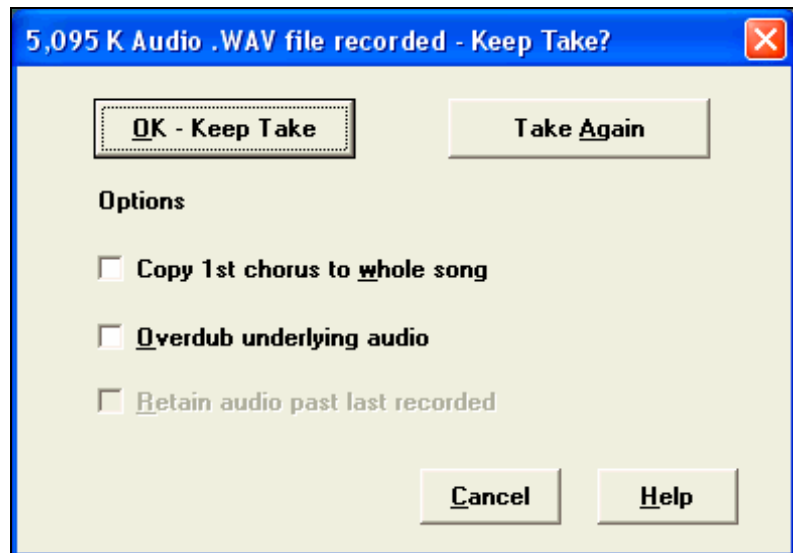 5,095 K Audio .WAV file recorded - Keep Take?
OK - Keep Take
Take Again
Options
Copy 1st chorus to whole song
Overdub underlying audio
Retain audio past last recorded
Cancel
Help